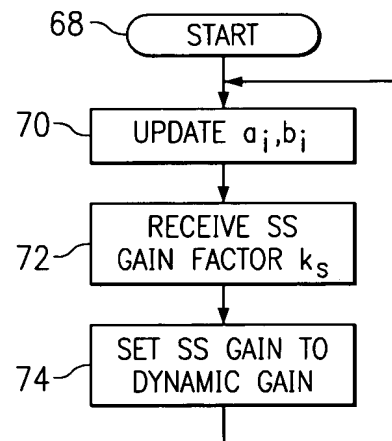 68
START
70
UPDATE a_i,b_i
72
RECEIVE SS
GAIN FACTOR k_s
74
SET SS GAIN TO
DYNAMIC GAIN